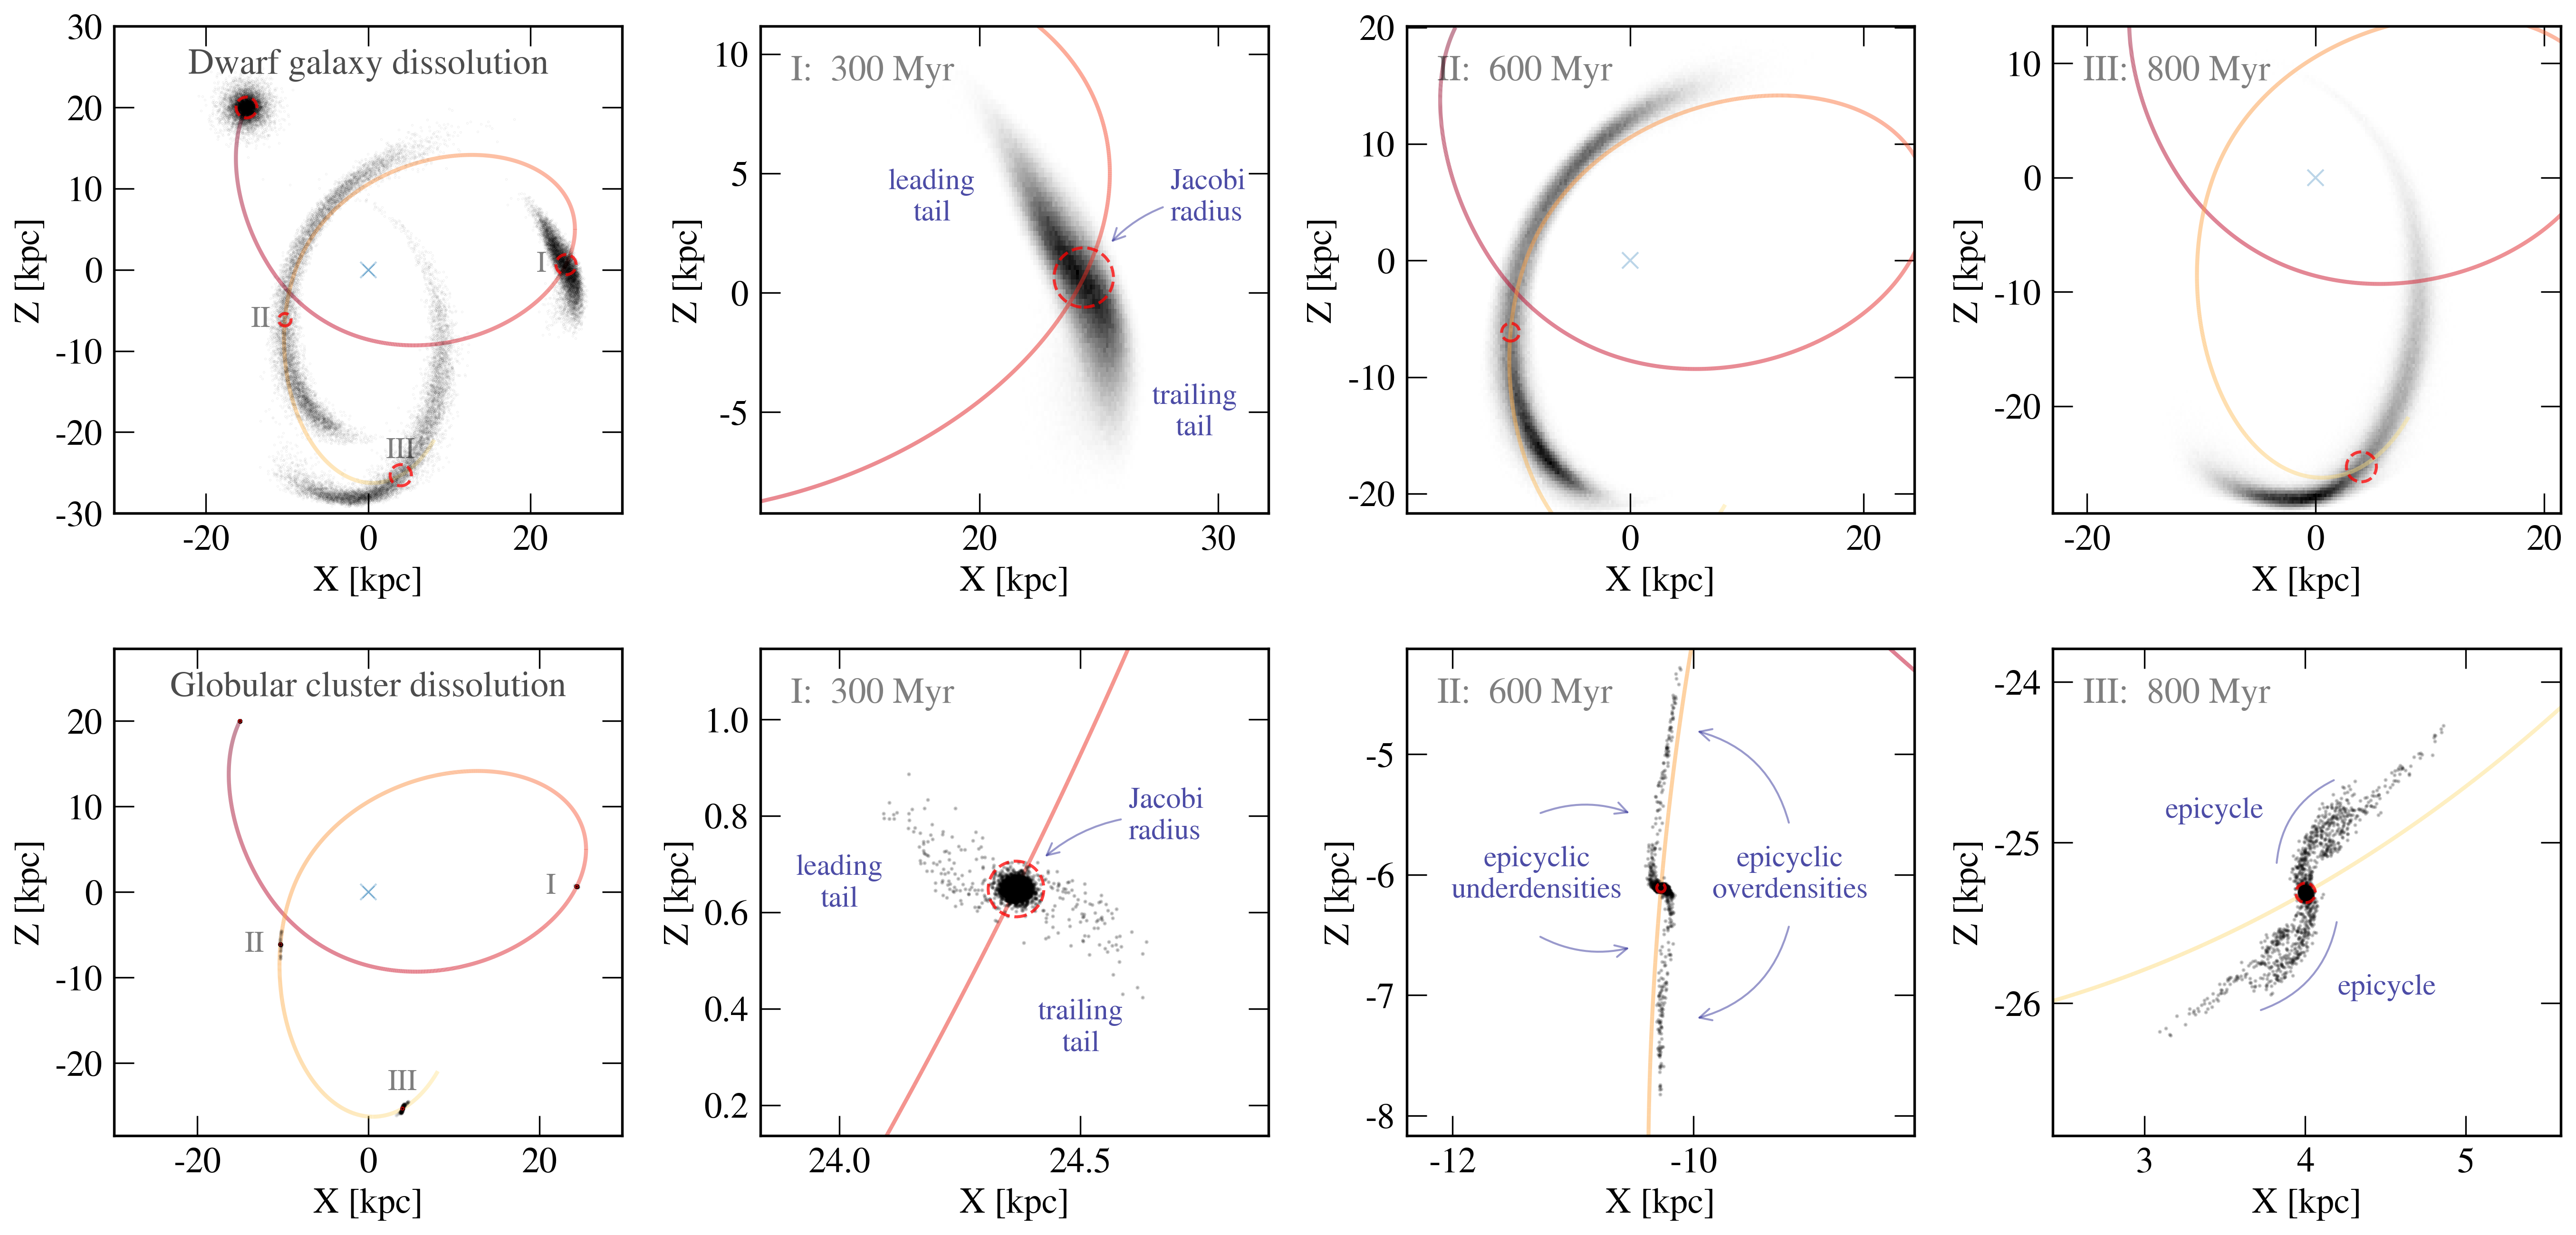 Dwarf galaxy dissolution
30
20
10
0
-10
-20
-30
Z [kpc]
I
II
III
-20
0
20
X [kpc]
I: 300 Myr
10
5
0
-5
Z [kpc]
leading
tail
Jacobi
radius
trailing
tail
20
30
X [kpc]
II: 600 Myr
20
10
0
-10
-20
Z [kpc]
0
20
X [kpc]
III: 800 Myr
10
0
-10
-20
Z [kpc]
-20
0
20
X [kpc]
Globular cluster dissolution
20
10
0
-10
-20
Z [kpc]
I
II
III
-20
0
20
X [kpc]
I: 300 Myr
1.0
0.8
0.6
0.4
0.2
Z [kpc]
Jacobi
radius
leading
tail
trailing
tail
24.0
24.5
X [kpc]
II: 600 Myr
-5
-6
-7
-8
Z [kpc]
epicyclic
underdensities
epicyclic
overdensities
-12
-10
X [kpc]
III: 800 Myr
-24
-25
-26
Z [kpc]
epicycle
epicycle
3
4
5
X [kpc]